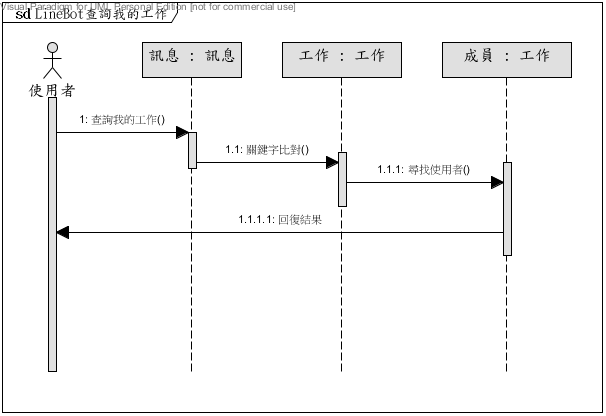 Visual Paradigm for UML Personal Edition [not for commercial use]
sd LineBot查詢我的工作
訊息 : 訊息
工作 : 工作
成員 : 工作
使用者
1: 查詢我的工作()
1.1: 關鍵字比對()
1.1.1: 尋找使用者()
1.1.1.1: 回復結果